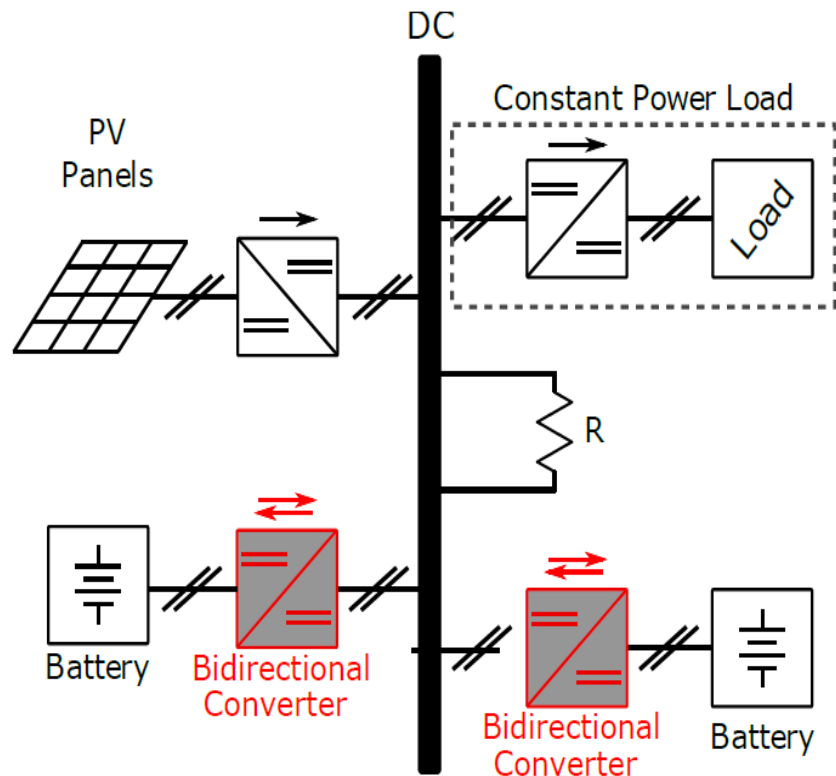 DC
PV
Panels
Constant Power Load
Load
R
Battery
Bidirectional
Converter
Bidirectional
Converter
Battery